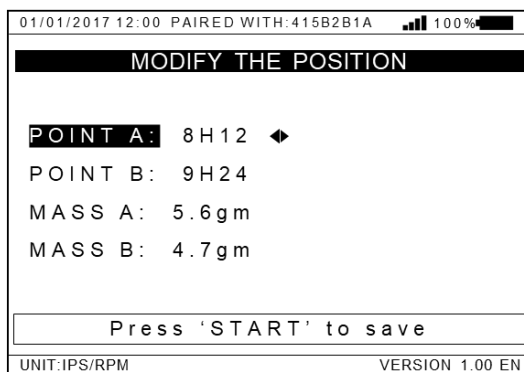 01/01/2017 12:00 PAIRED WITH:415B2B1A 100%
MODIFY THE POSITION
POINT A: 8H12
POINT B: 9H24
MASS A: 5.6gm
MASS B: 4.7gm
Press ‘START’ to save
UNIT:IPS/RPM VERSION 1.00 EN